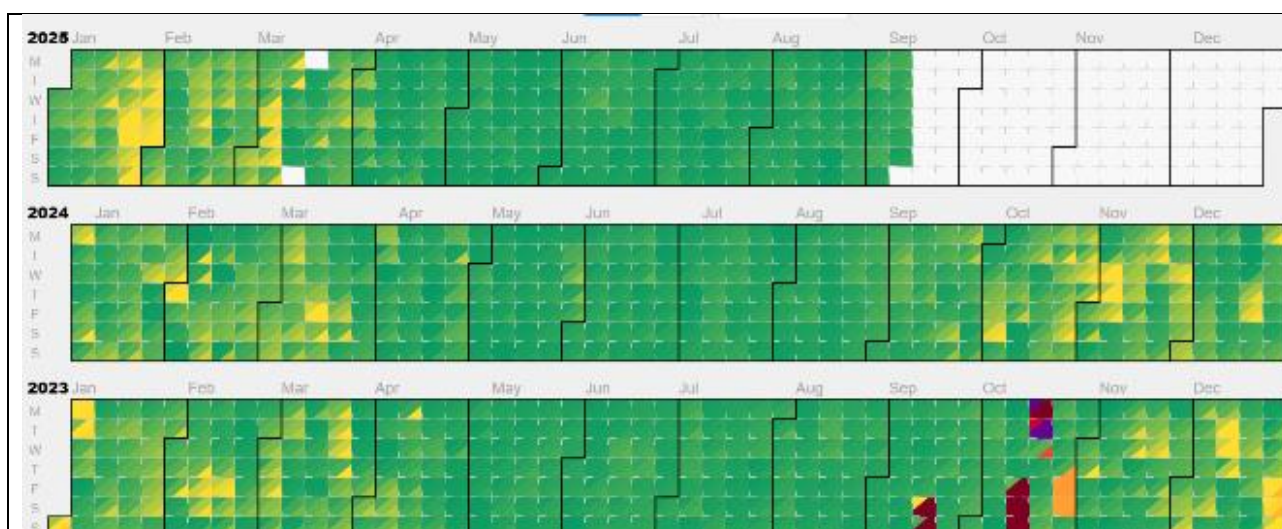 2025 Jan Feb Mar Apr May Jun Jul Aug Sep Oct Nov Dec
M
T
W
T
F
S
S
2024 Jan Feb Mar Apr May Jun Jul Aug Sep Oct Nov Dec
M
T
W
T
F
S
S
2023 Jan Feb Mar Apr May Jun Jul Aug Sep Oct Nov Dec
M
T
W
T
F
S
S